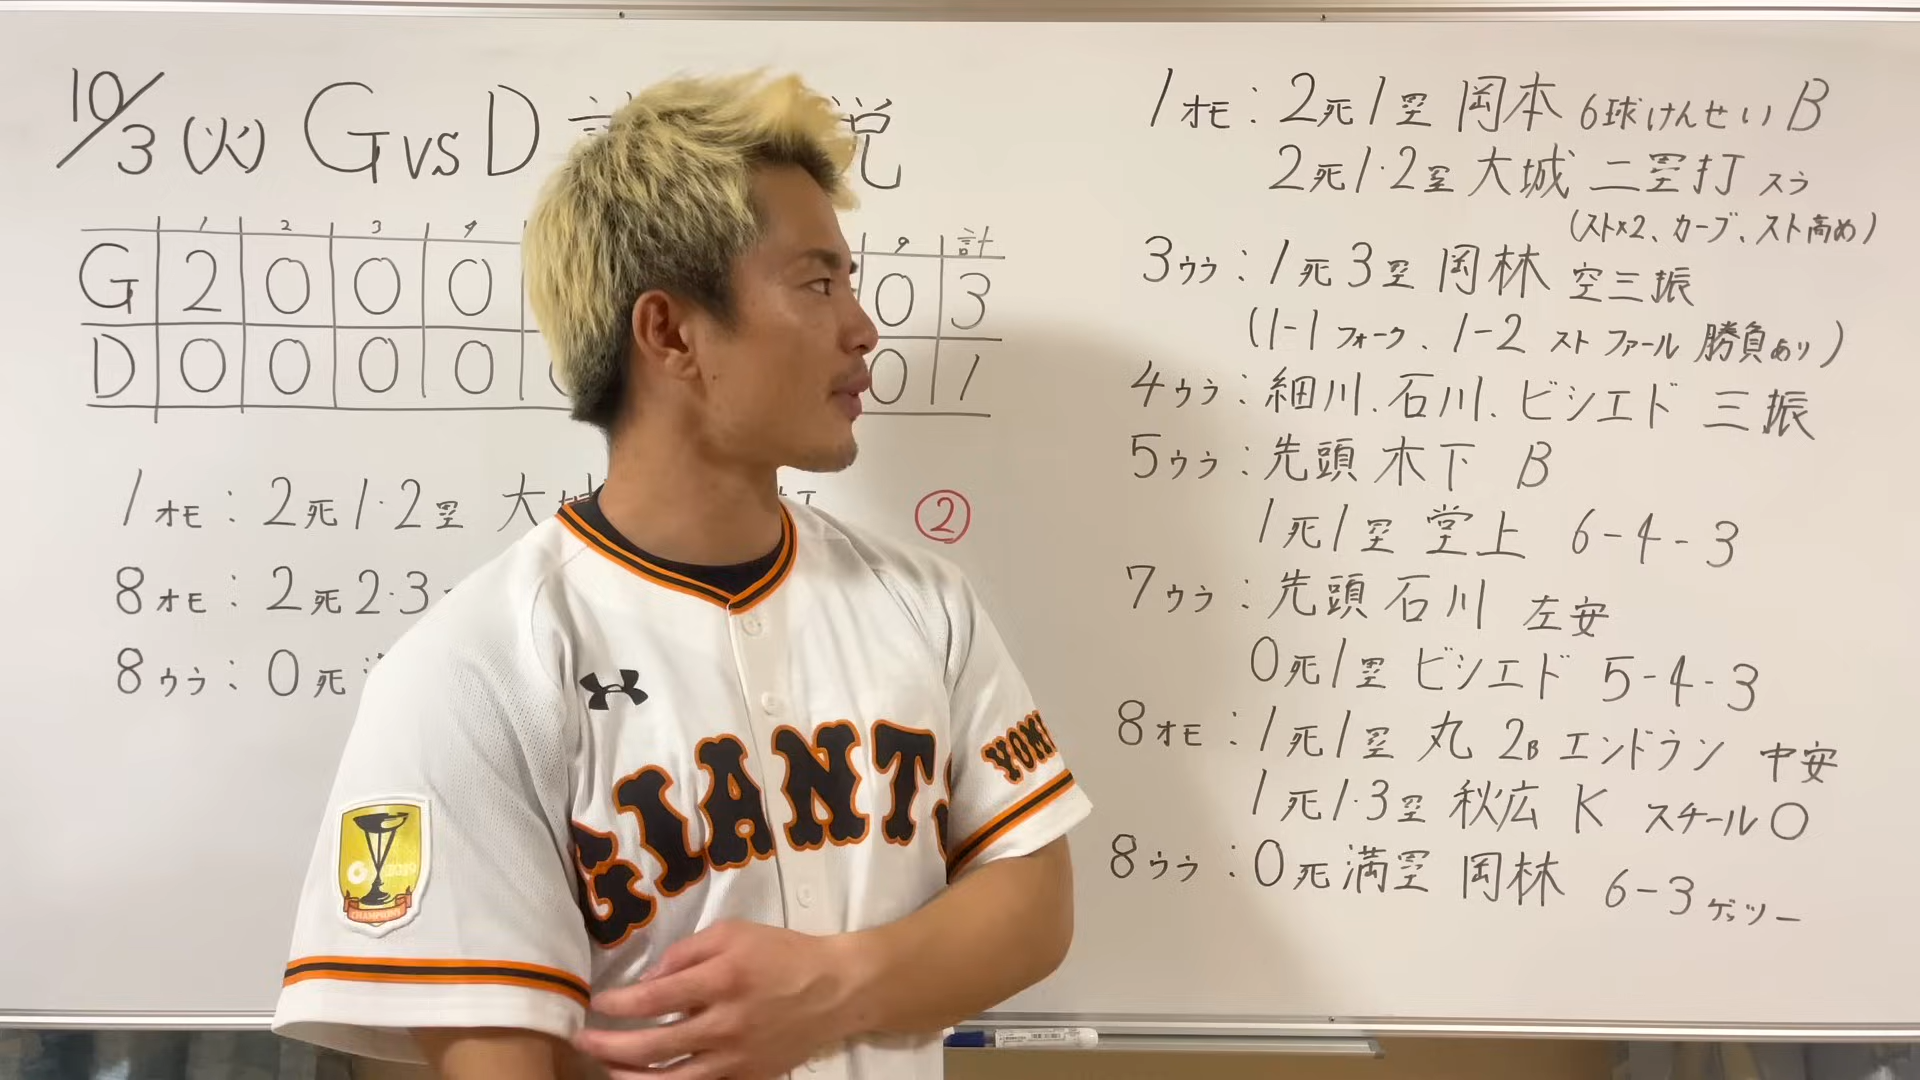 10/3(火) G vs D 説
1 2 3 4 9 計
G 2 0 0 0 0 3
D 0 0 0 0 0 1
1オモ：2死1・2塁 大城 ②
8オモ：2死2・3
8ウラ：0死
1オモ：2死1塁 岡本 6球けんせい B
2死1・2塁 大城 二塁打 スラ
(スト×2、カーブ、スト高め)
3ウラ：1死3塁 岡林 空三振
(1-1 フォーク、1-2 スト ファール 勝負あり)
4ウラ：細川、石川、ビシエド 三振
5ウラ：先頭 木下 B
1死1塁 堂上 6-4-3
7ウラ：先頭 石川 左安
0死1塁 ビシエド 5-4-3
8オモ：1死1塁 丸 2B エンドラン 中安
1死1・3塁 秋広 K スチール○
8ウラ：0死満塁 岡林 6-3 ゲッツー
GIANTS
YOMI
2019
CHAMPIONS